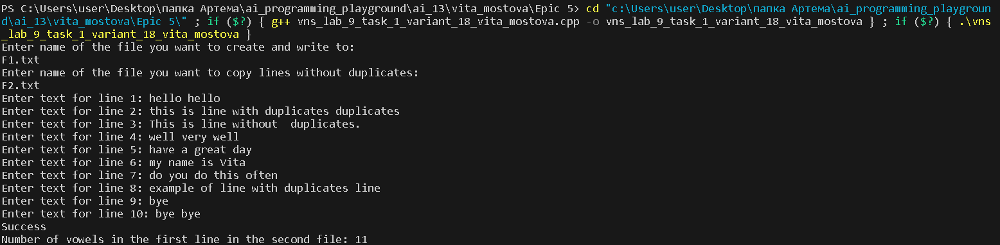 PS C:\Users\user\Desktop\папка Артема\ai_programming_playground\ai_13\vita_mostova\Epic 5> cd "c:\Users\user\Desktop\папка Артема\ai_programming_playgroun
d\ai_13\vita_mostova\Epic 5\" ; if ($?) { g++ vns_lab_9_task_1_variant_18_vita_mostova.cpp -o vns_lab_9_task_1_variant_18_vita_mostova } ; if ($?) { .\vns
_lab_9_task_1_variant_18_vita_mostova }
Enter name of the file you want to create and write to:
F1.txt
Enter name of the file you want to copy lines without duplicates:
F2.txt
Enter text for line 1: hello hello
Enter text for line 2: this is line with duplicates duplicates
Enter text for line 3: This is line without  duplicates.
Enter text for line 4: well very well
Enter text for line 5: have a great day
Enter text for line 6: my name is Vita
Enter text for line 7: do you do this often
Enter text for line 8: example of line with duplicates line
Enter text for line 9: bye
Enter text for line 10: bye bye
Success
Number of vowels in the first line in the second file: 11